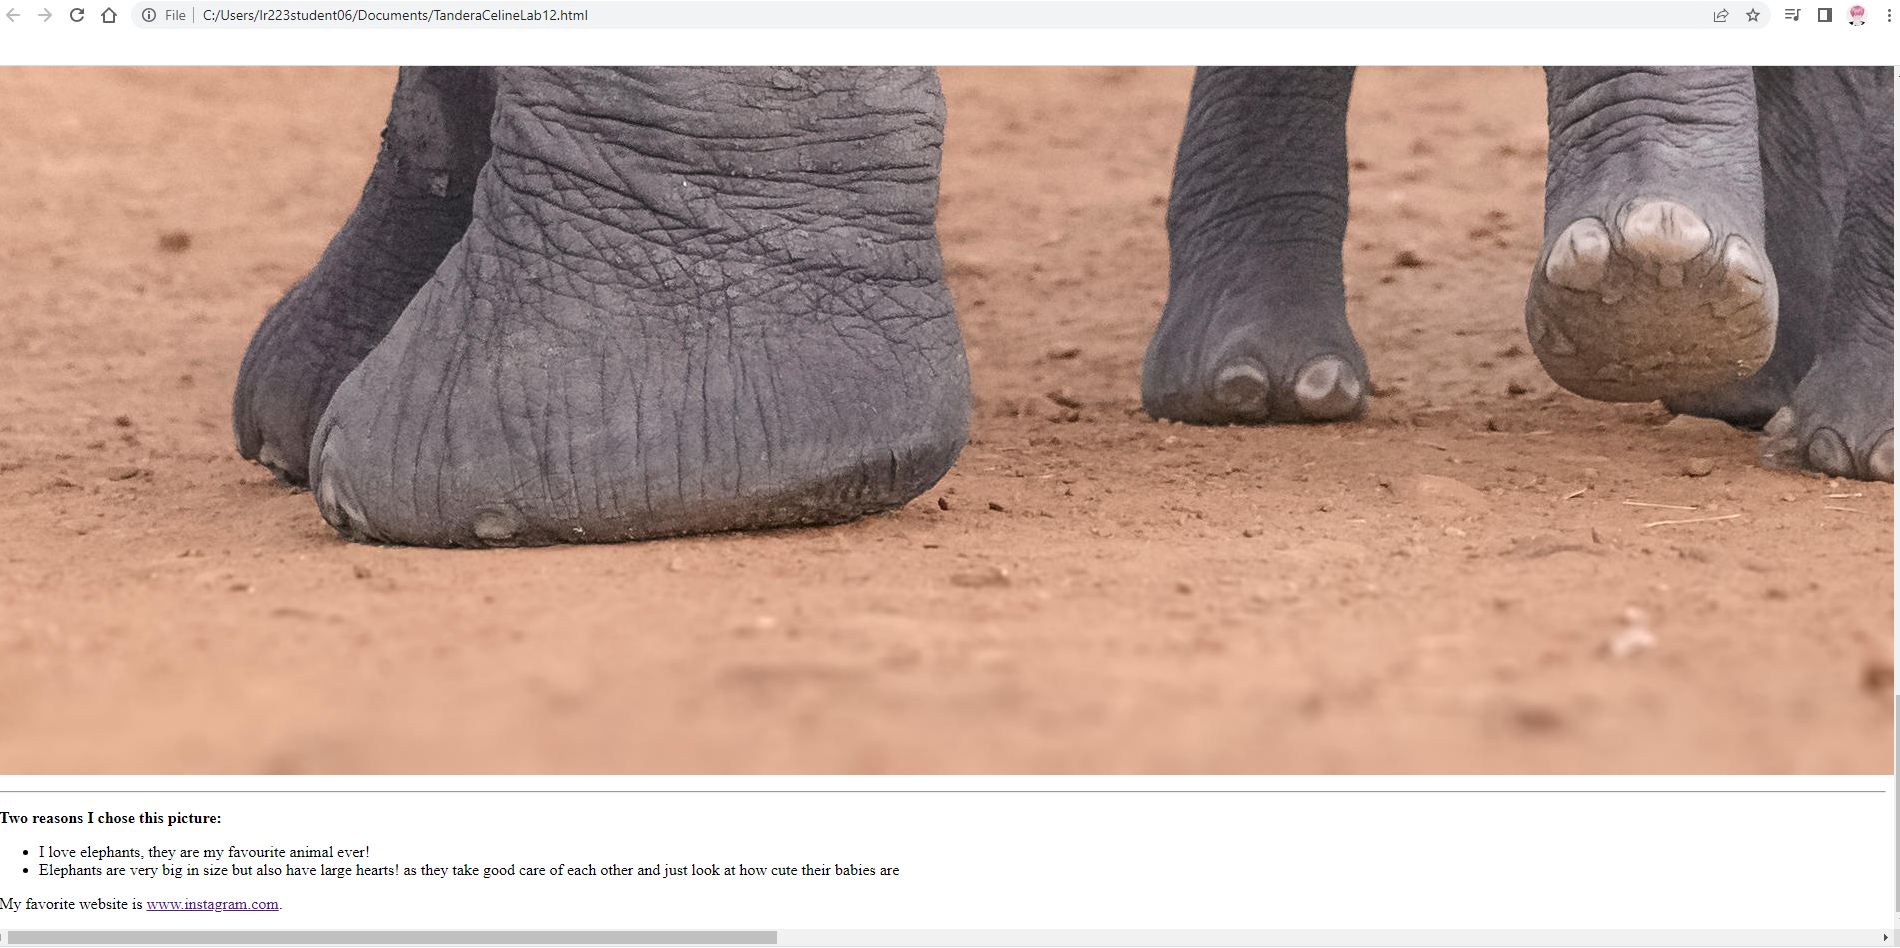 File C:/Users/lr223student06/Documents/TanderaCelineLab12.html
Two reasons I chose this picture:
I love elephants, they are my favourite animal ever!
Elephants are very big in size but also have large hearts! as they take good care of each other and just look at how cute their babies are
My favorite website is www.instagram.com.